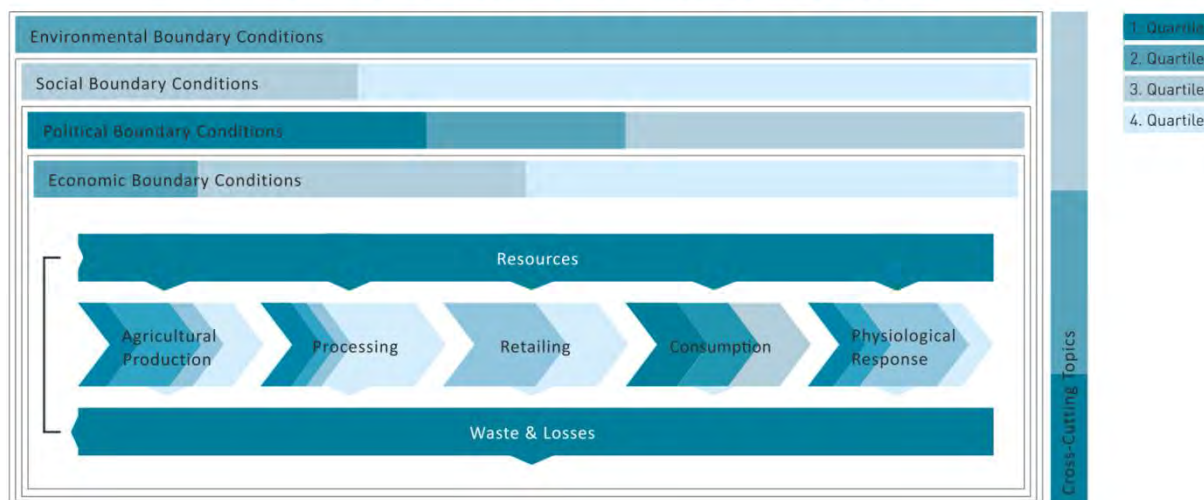 Environmental Boundary Conditions
Social Boundary Conditions
Political Boundary Conditions
Economic Boundary Conditions
Resources
Agricultural
Production
Processing
Retailing
Consumption
Physiological
Response
Waste & Losses
Cross-Cutting Topics
1. Quartile
2. Quartile
3. Quartile
4. Quartile